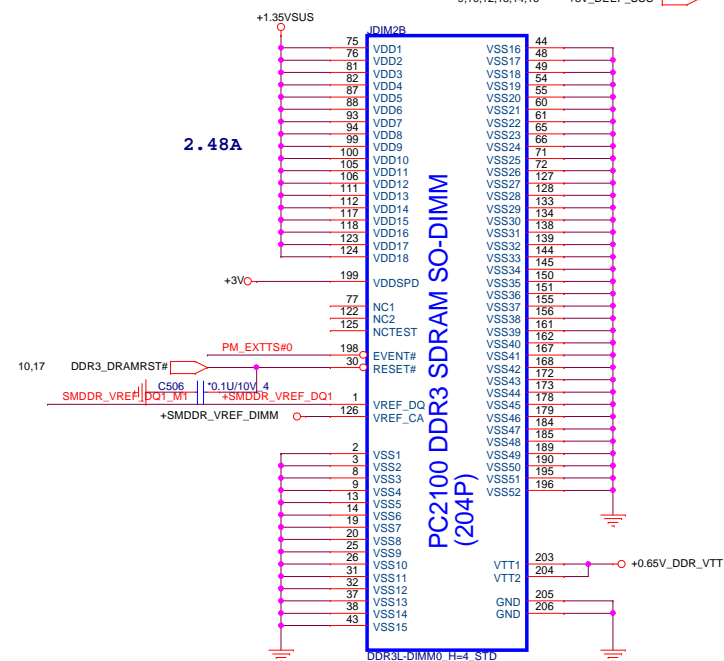 +1.35VSUS
2.48A
JDIM2B
75 VDD1
76 VDD2
81 VDD3
82 VDD4
87 VDD5
88 VDD6
93 VDD7
94 VDD8
99 VDD9
100 VDD10
105 VDD11
106 VDD12
111 VDD13
112 VDD14
117 VDD15
118 VDD16
123 VDD17
124 VDD18
+3V 199 VDDSPD
77 NC1
122 NC2
125 NCTEST
PM_EXTTS#0 198 EVENT#
10,17 DDR3_DRAMRST# 30 RESET#
C506 *0.1U/10V_4
SMDDR_VREF_DQ1_M1 +SMDDR_VREF_DQ1 1 VREF_DQ
+SMDDR_VREF_DIMM 126 VREF_CA
2 VSS1
3 VSS2
8 VSS3
9 VSS4
13 VSS5
14 VSS6
19 VSS7
20 VSS8
25 VSS9
26 VSS10
31 VSS11
32 VSS12
37 VSS13
38 VSS14
43 VSS15
PC2100 DDR3 SDRAM SO-DIMM
(204P)
VSS16 44
VSS17 48
VSS18 49
VSS19 54
VSS20 55
VSS21 60
VSS22 61
VSS23 65
VSS24 66
VSS25 71
VSS26 72
VSS27 127
VSS28 128
VSS29 133
VSS30 134
VSS31 138
VSS32 139
VSS33 144
VSS34 145
VSS35 150
VSS36 151
VSS37 155
VSS38 156
VSS39 161
VSS40 162
VSS41 167
VSS42 168
VSS43 172
VSS44 173
VSS45 178
VSS46 179
VSS47 184
VSS48 185
VSS49 189
VSS50 190
VSS51 195
VSS52 196
VTT1 203
VTT2 204
+0.65V_DDR_VTT
GND 205
GND 206
DDR3L-DIMM0_H=4_STD